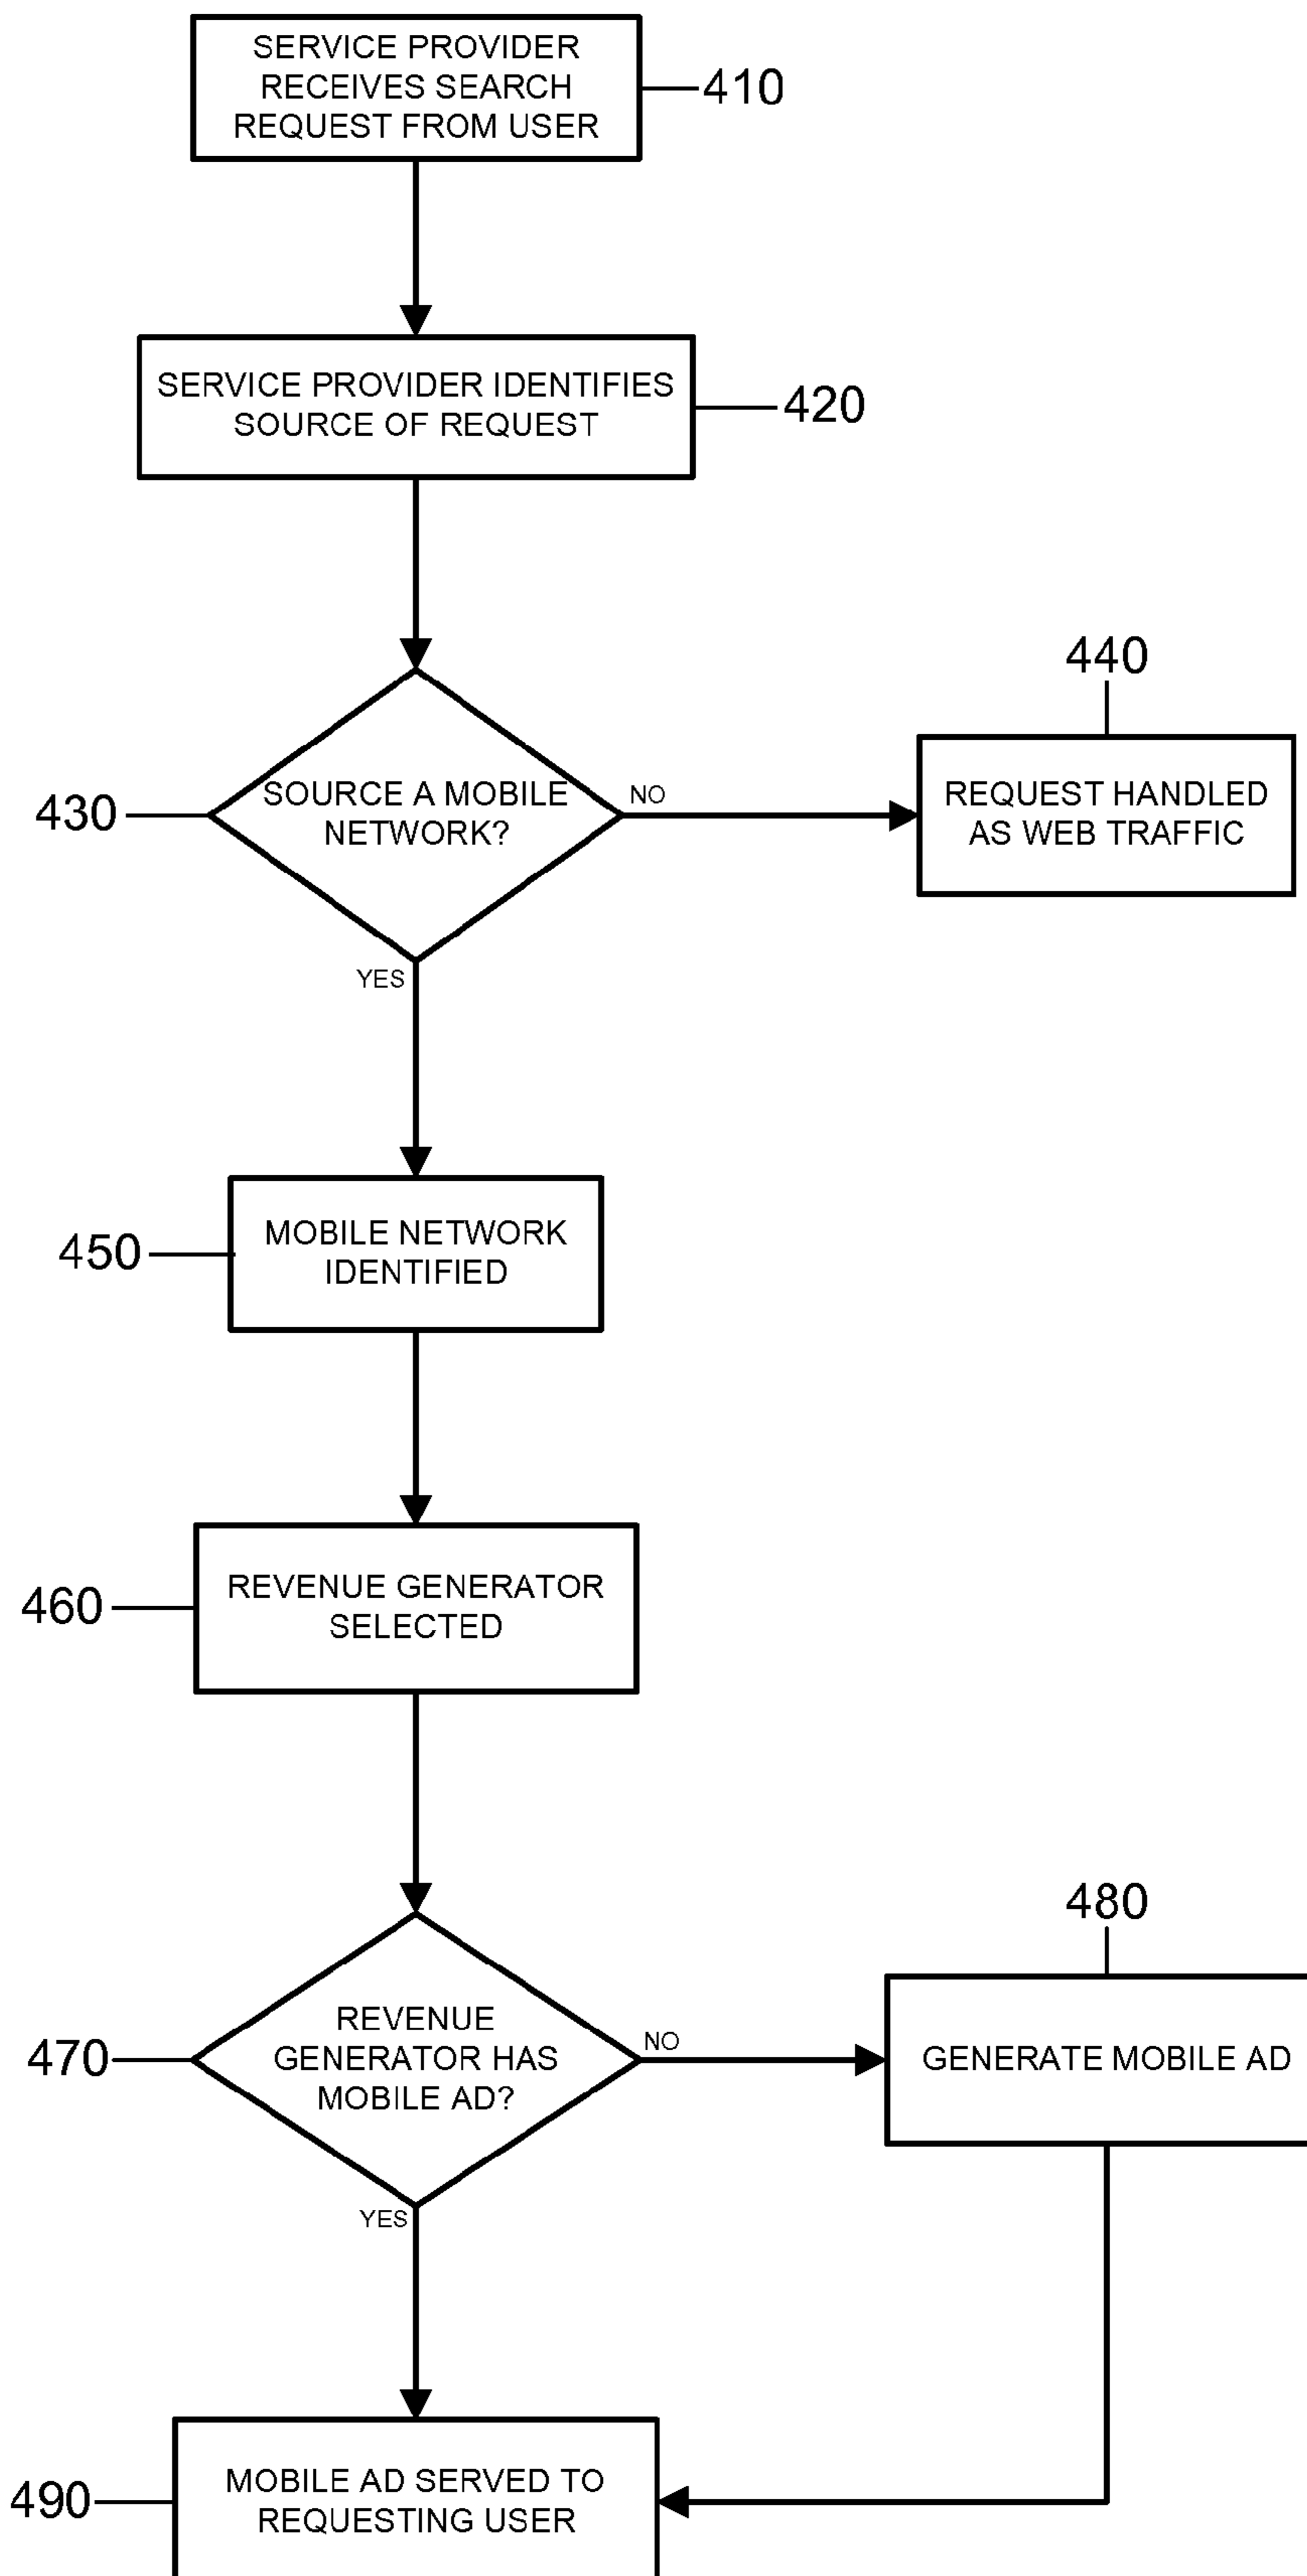 SERVICE PROVIDER
RECEIVES SEARCH
REQUEST FROM USER
410
SERVICE PROVIDER IDENTIFIES
SOURCE OF REQUEST
420
440
430
SOURCE A MOBILE
NETWORK?
NO
REQUEST HANDLED
AS WEB TRAFFIC
YES
450
MOBILE NETWORK
IDENTIFIED
460
REVENUE GENERATOR
SELECTED
480
470
REVENUE
GENERATOR HAS
MOBILE AD?
NO
GENERATE MOBILE AD
YES
490
MOBILE AD SERVED TO
REQUESTING USER